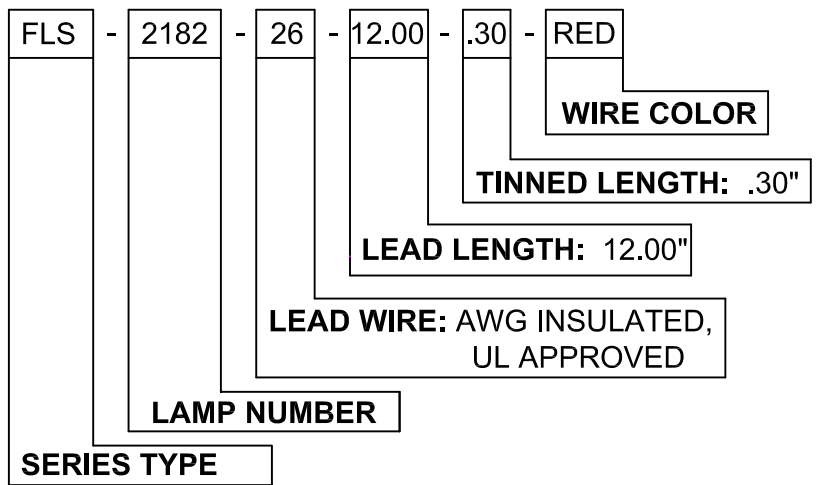 FLS - 2182 - 26 - 12.00 - .30 - RED
WIRE COLOR
TINNED LENGTH: .30"
LEAD LENGTH: 12.00"
LEAD WIRE: AWG INSULATED,
UL APPROVED
LAMP NUMBER
SERIES TYPE